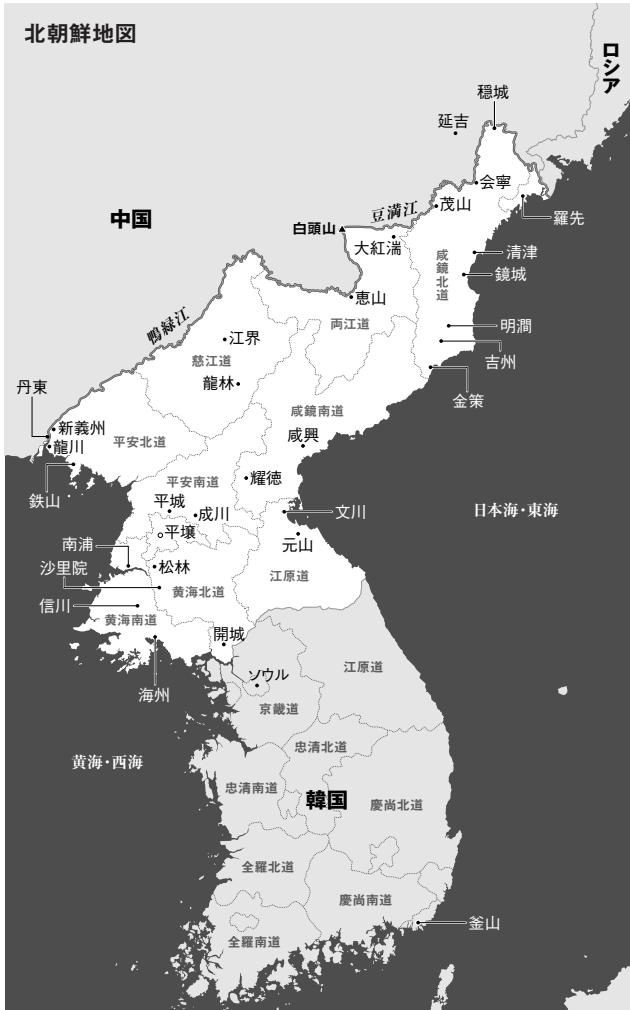 北朝鮮地図
ロシア
穏城
延吉
会寧
豆満江
茂山
羅先
中国
白頭山
大紅湍
清津
咸鏡北道
鏡城
恵山
両江道
明澗
鴨緑江
江界
慈江道
吉州
龍林
金策
丹東
咸鏡南道
新義州
咸興
龍川
平安北道
鉄山
平安南道
耀徳
平城
成川
文川
日本海・東海
平壌
元山
南浦
沙里院
松林
江原道
黄海北道
信川
黄海南道
開城
海州
ソウル
江原道
京畿道
忠清北道
黄海・西海
忠清南道
韓国
慶尚北道
全羅北道
慶尚南道
釜山
全羅南道